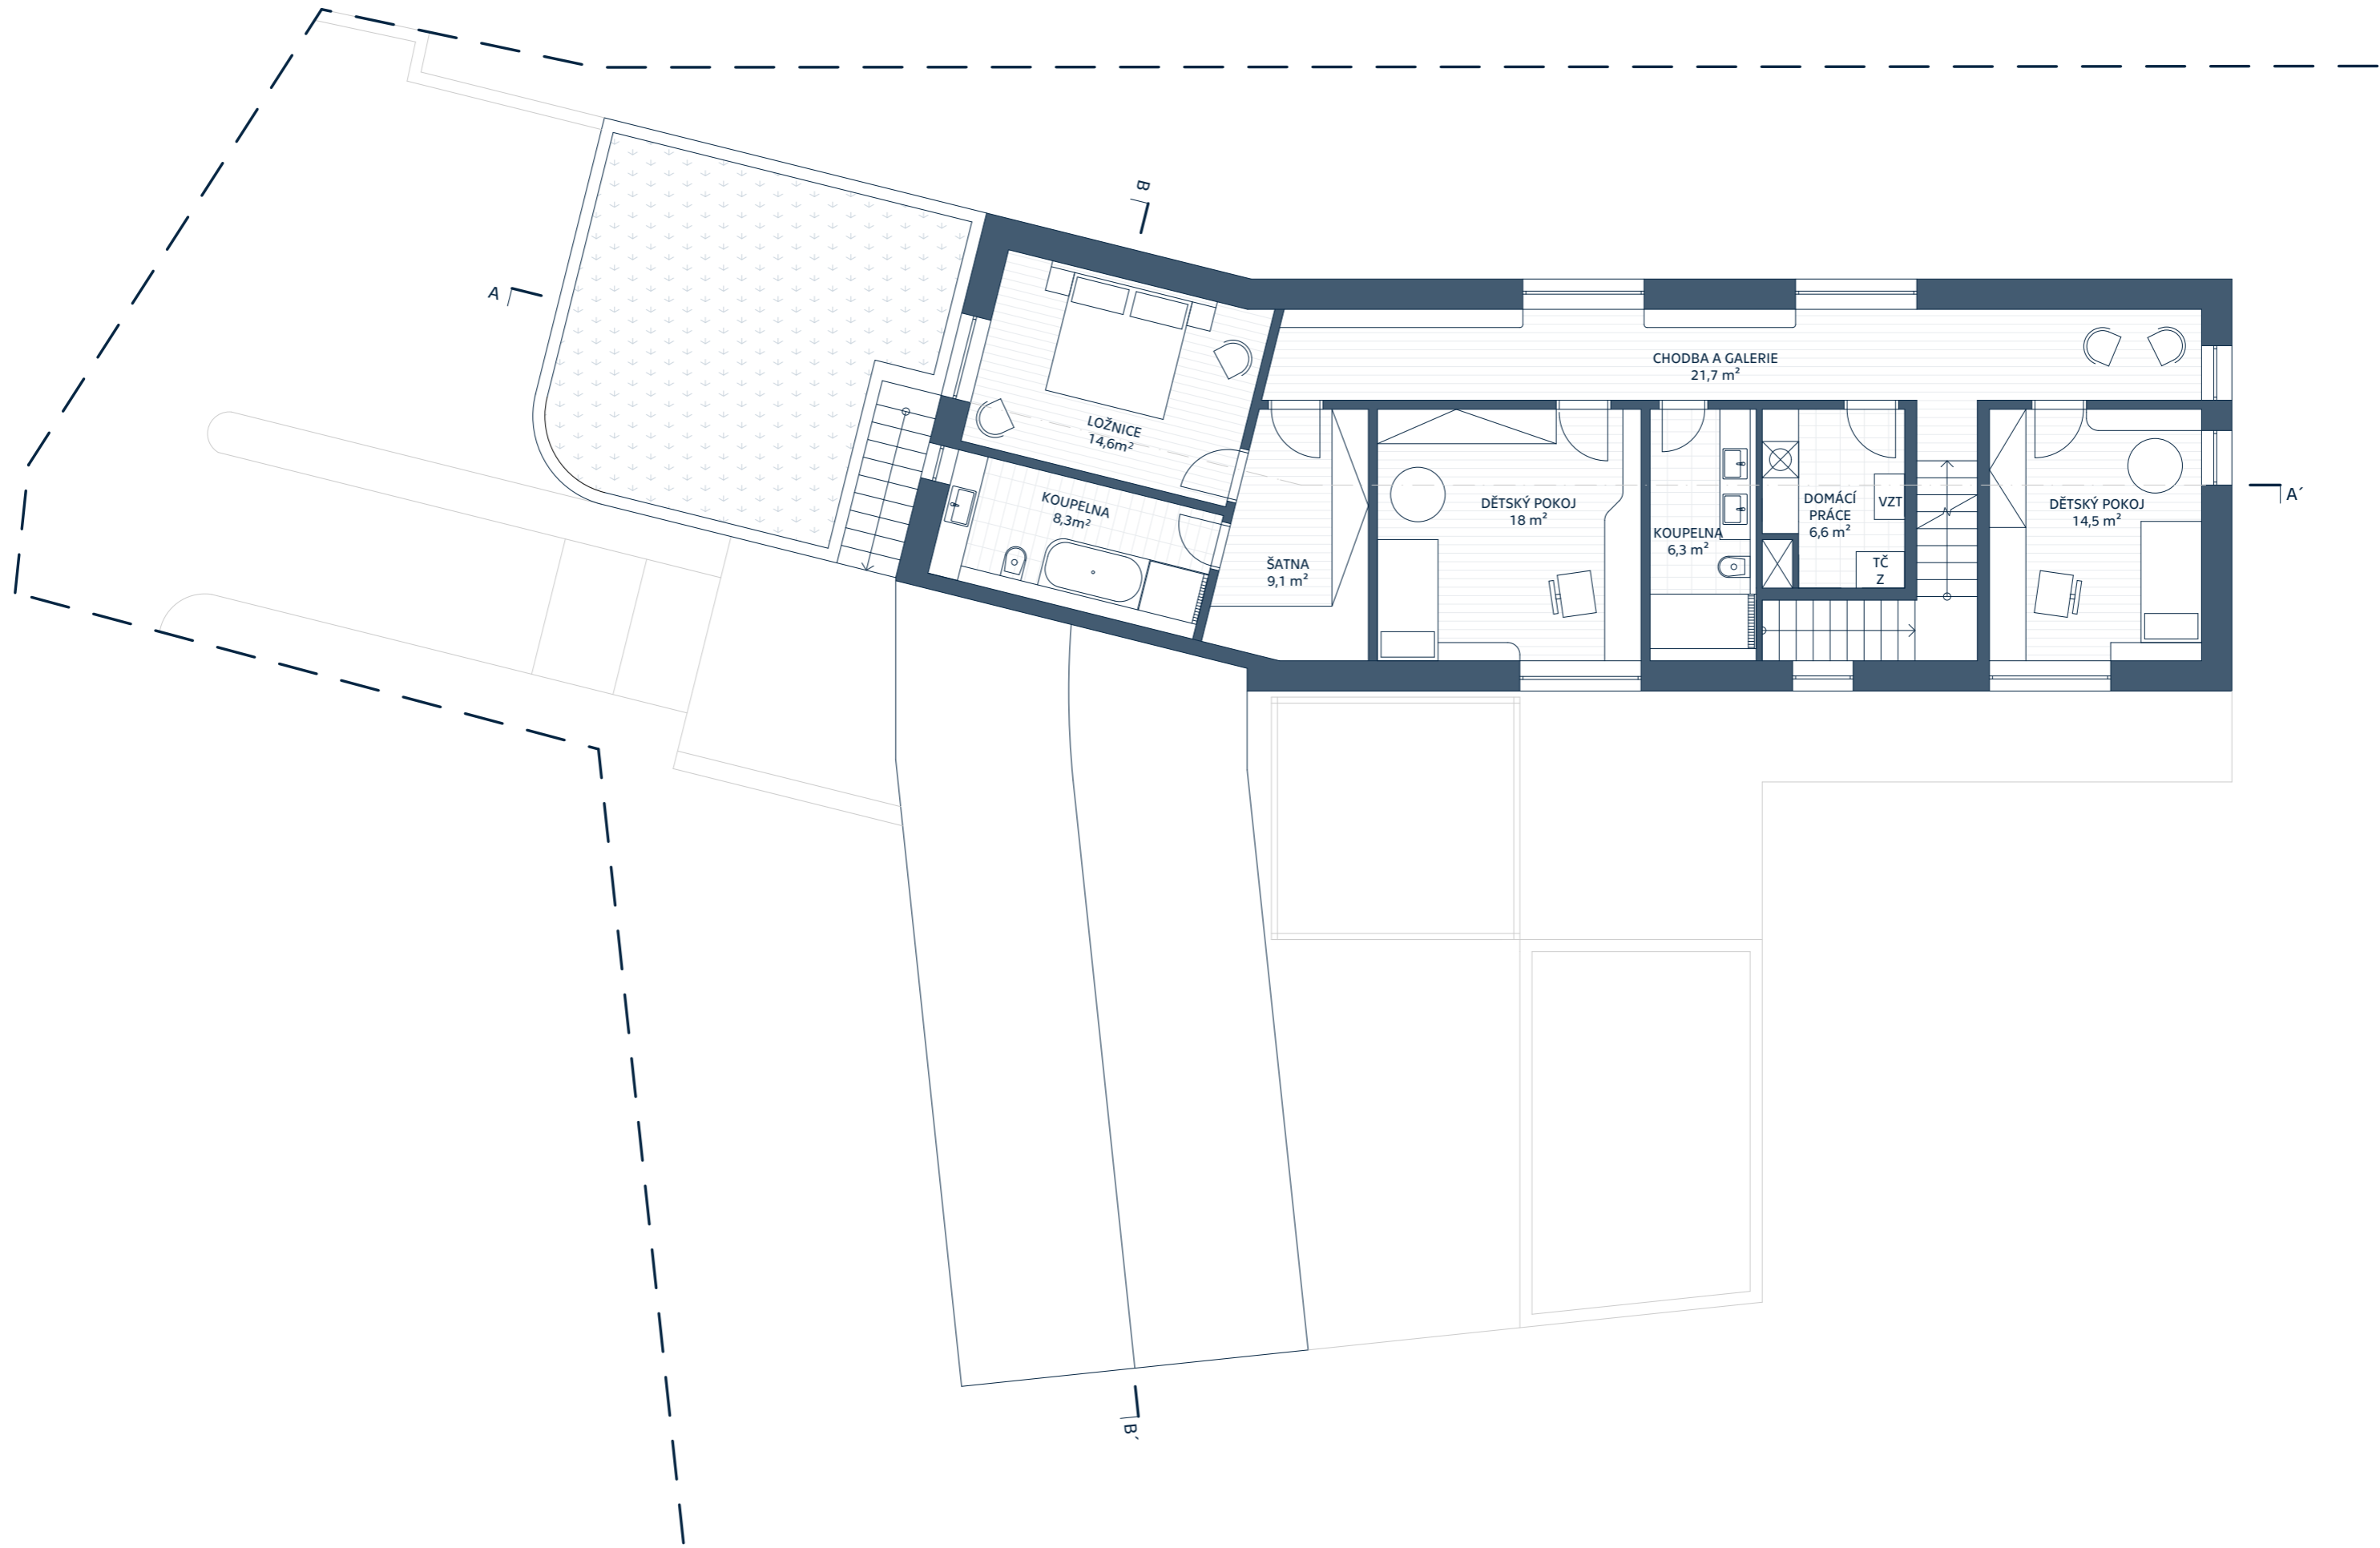 B
A
LOŽNICE
14,6m²
KOUPELNA
8,3m²
CHODBA A GALERIE
21,7 m²
ŠATNA
9,1 m²
DĚTSKÝ POKOJ
18 m²
KOUPELNA
6,3 m²
DOMÁCÍ
PRÁCE
6,6 m²
VZT
TČ
Z
DĚTSKÝ POKOJ
14,5 m²
A´
B´